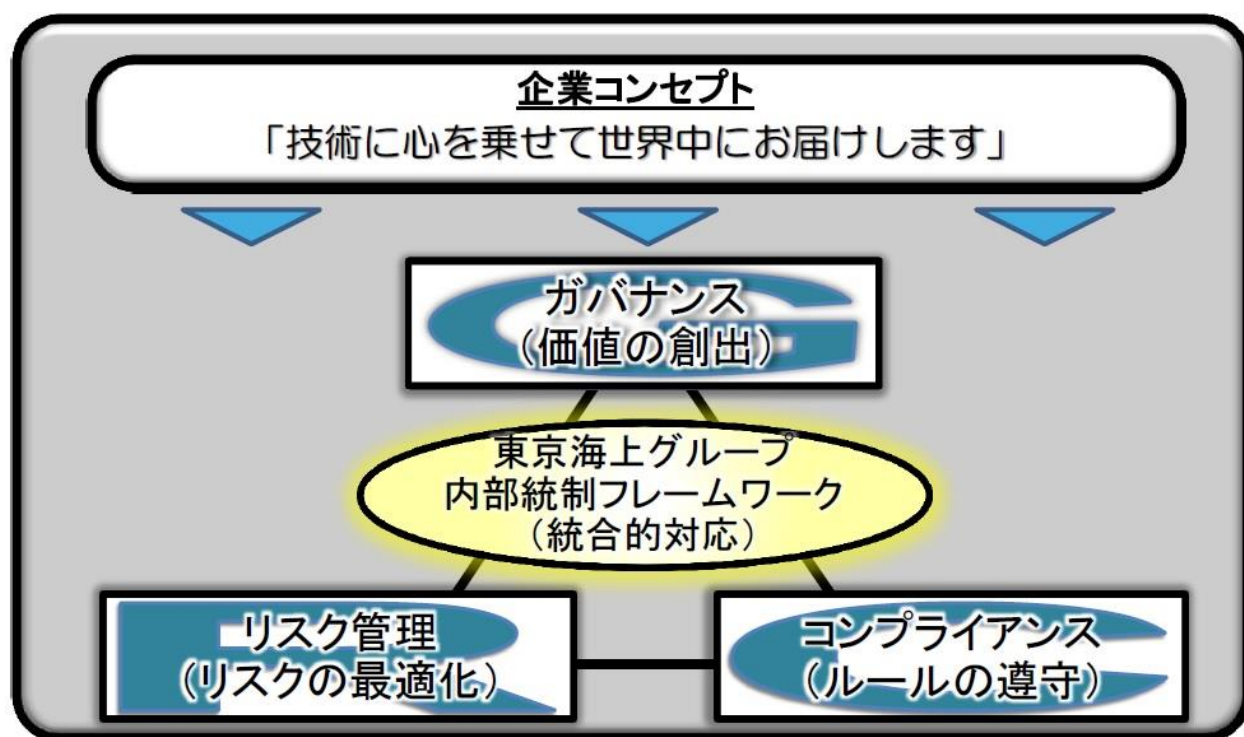 企業コンセプト
「技術に心を乗せて世界中にお届けします」
G
ガバナンス
(価値の創出)
東京海上グループ
内部統制フレームワーク
(統合的対応)
R
リスク管理
(リスクの最適化)
C
コンプライアンス
(ルールの遵守)